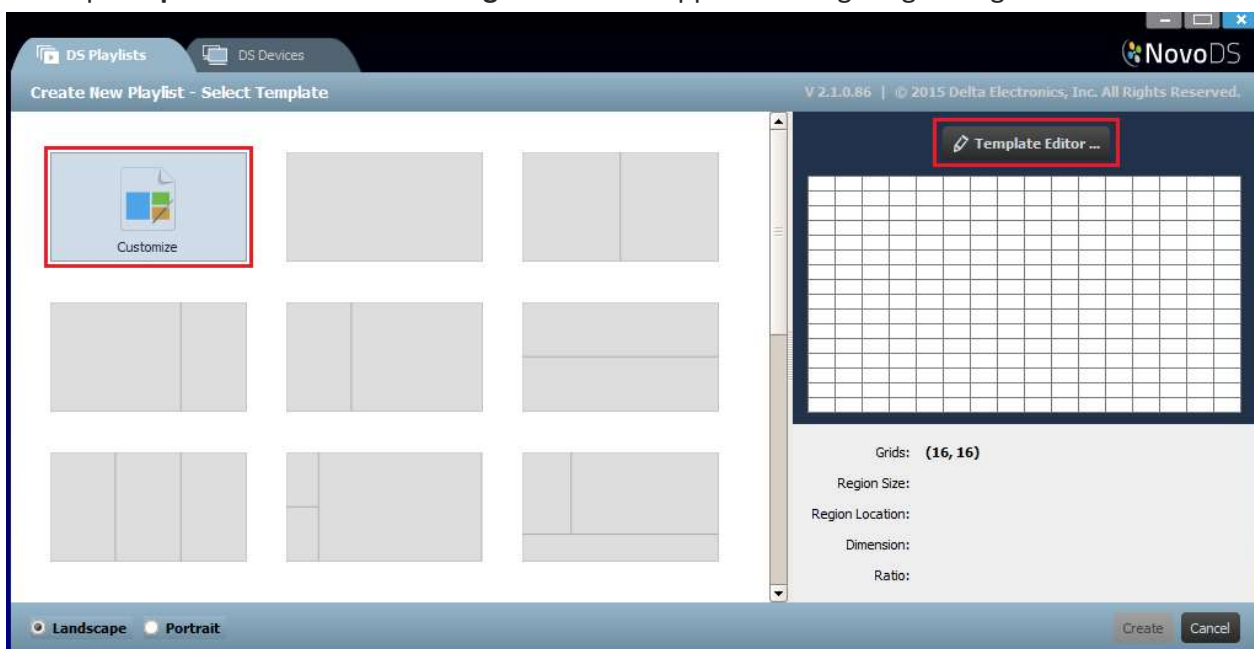 DS Playlists DS Devices
NovoDS
Create New Playlist - Select Template
V 2.1.0.86 | © 2015 Delta Electronics, Inc. All Rights Reserved.
Template Editor ...
Customize
Grids: (16, 16)
Region Size:
Region Location:
Dimension:
Ratio:
Landscape Portrait
Create Cancel